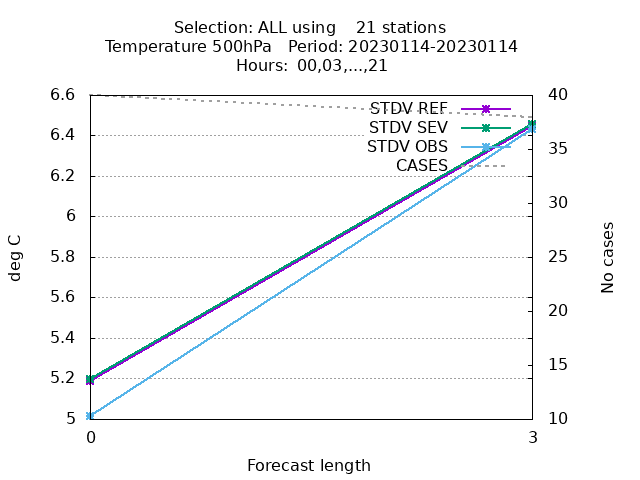 Selection: ALL using    21 stations
Temperature 500hPa   Period: 20230114-20230114
Hours:  00,03,...,21
STDV REF
STDV SEV
STDV OBS
CASES
6.6
6.4
6.2
6
5.8
5.6
5.4
5.2
5
40
35
30
25
20
15
10
deg C
No cases
0
3
Forecast length